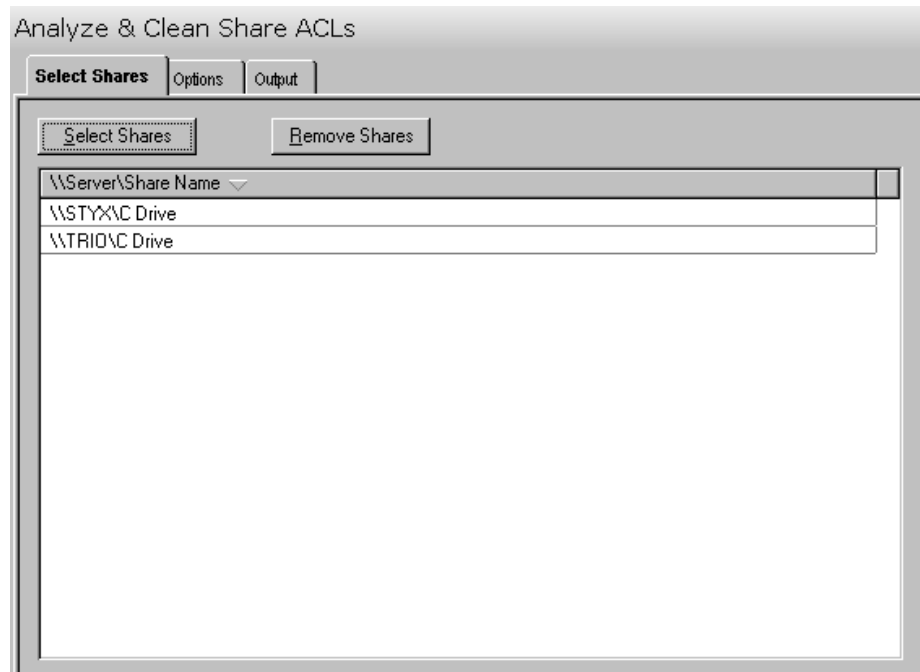 Analyze & Clean Share ACLs
Select Shares Options Output
Select Shares Remove Shares
\\Server\Share Name
\\STYX\C Drive
\\TRIO\C Drive